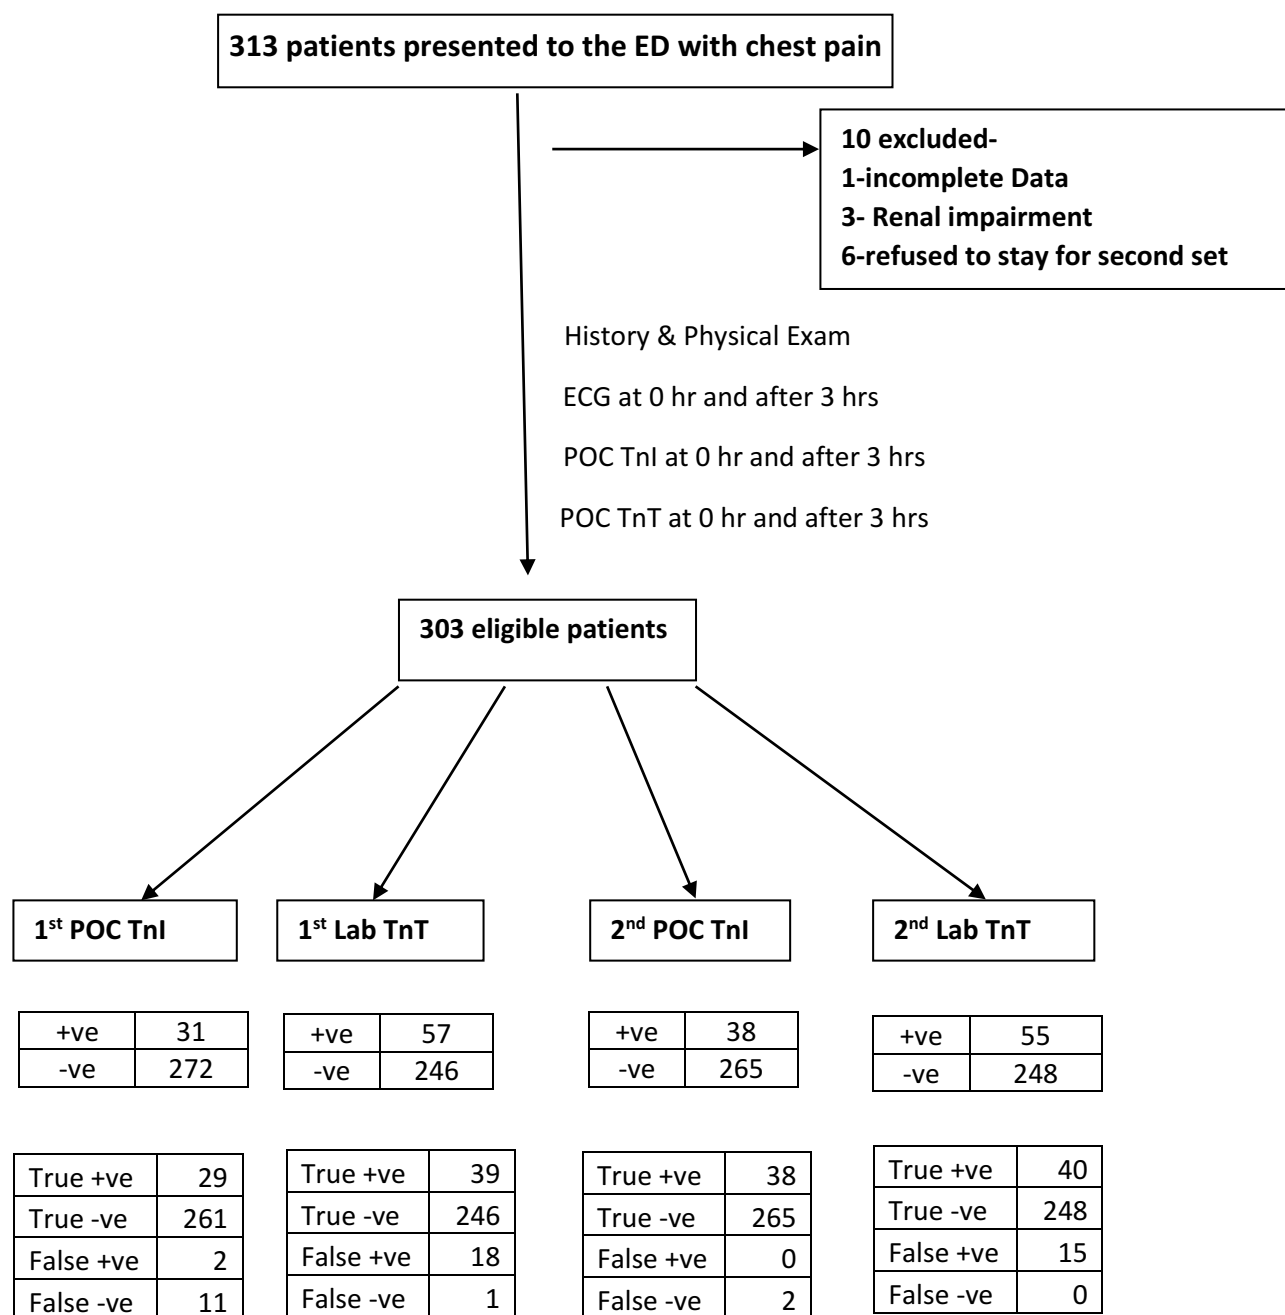 313 patients presented to the ED with chest pain
10 excluded-
1-incomplete Data
3- Renal impairment
6-refused to stay for second set
History & Physical Exam
ECG at 0 hr and after 3 hrs
POC TnI at 0 hr and after 3 hrs
POC TnT at 0 hr and after 3 hrs
303 eligible patients
1st POC TnI
+ve 31
-ve 272
True +ve 29
True -ve 261
False +ve 2
False -ve 11
1st Lab TnT
+ve 57
-ve 246
True +ve 39
True -ve 246
False +ve 18
False -ve 1
2nd POC TnI
+ve 38
-ve 265
True +ve 38
True -ve 265
False +ve 0
False -ve 2
2nd Lab TnT
+ve 55
-ve 248
True +ve 40
True -ve 248
False +ve 15
False -ve 0